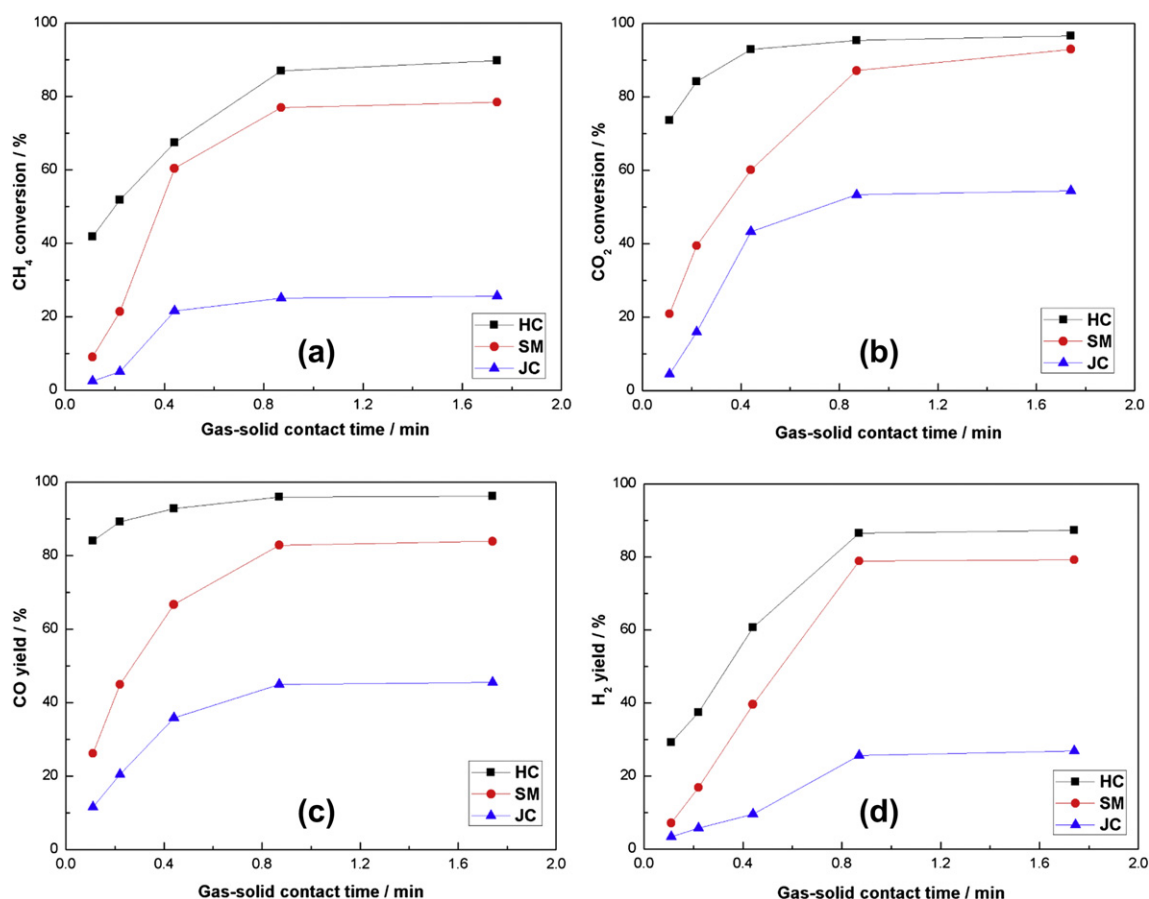 100
80
60
40
20
0
CH4 conversion / %
HC
SM
JC
(a)
0.0 0.4 0.8 1.2 1.6 2.0
Gas-solid contact time / min
100
80
60
40
20
0
CO2 conversion / %
HC
SM
JC
(b)
0.0 0.4 0.8 1.2 1.6 2.0
Gas-solid contact time / min
100
80
60
40
20
0
CO yield / %
HC
SM
JC
(c)
0.0 0.4 0.8 1.2 1.6 2.0
Gas-solid contact time / min
100
80
60
40
20
0
H2 yield / %
HC
SM
JC
(d)
0.0 0.4 0.8 1.2 1.6 2.0
Gas-solid contact time / min